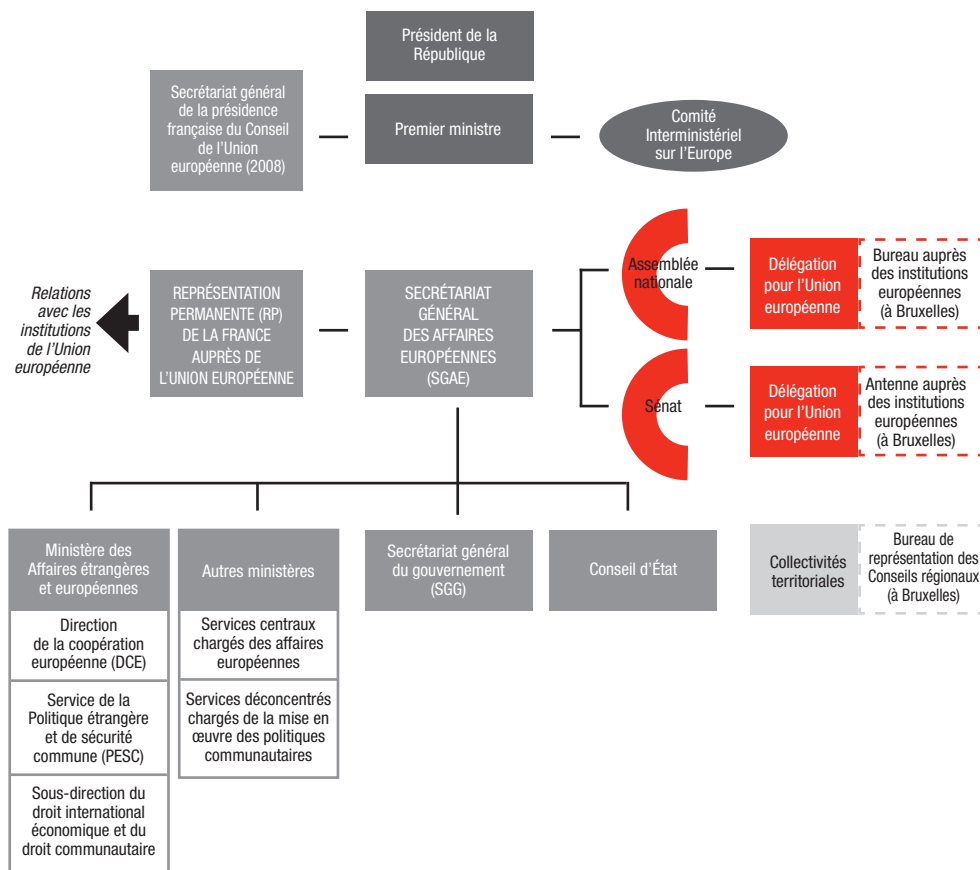 Président de la
République
Secrétariat général
de la présidence
française du Conseil
de l'Union
européenne (2008)
Premier ministre
Comité
Interministériel
sur l'Europe
Relations
avec les
institutions
de l'Union
européenne
REPRÉSENTATION
PERMANENTE (RP)
DE LA FRANCE
AUPRÈS DE
L'UNION EUROPÉENNE
SECRÉTARIAT
GÉNÉRAL
DES AFFAIRES
EUROPÉENNES
(SGAE)
Assemblée
nationale
Délégation
pour l'Union
européenne
Bureau auprès
des institutions
européennes
(à Bruxelles)
Sénat
Délégation
pour l'Union
européenne
Antenne auprès
des institutions
européennes
(à Bruxelles)
Ministère des
Affaires étrangères
et européennes
Direction
de la coopération
européenne (DCE)
Service de la
Politique étrangère
et de sécurité
commune (PESC)
Sous-direction du
droit international
économique et du
droit communautaire
Autres ministères
Services centraux
chargés des affaires
européennes
Services déconcentrés
chargés de la mise en
œuvre des politiques
communautaires
Secrétariat général
du gouvernement
(SGG)
Conseil d'État
Collectivités
territoriales
Bureau de
représentation des
Conseils régionaux
(à Bruxelles)